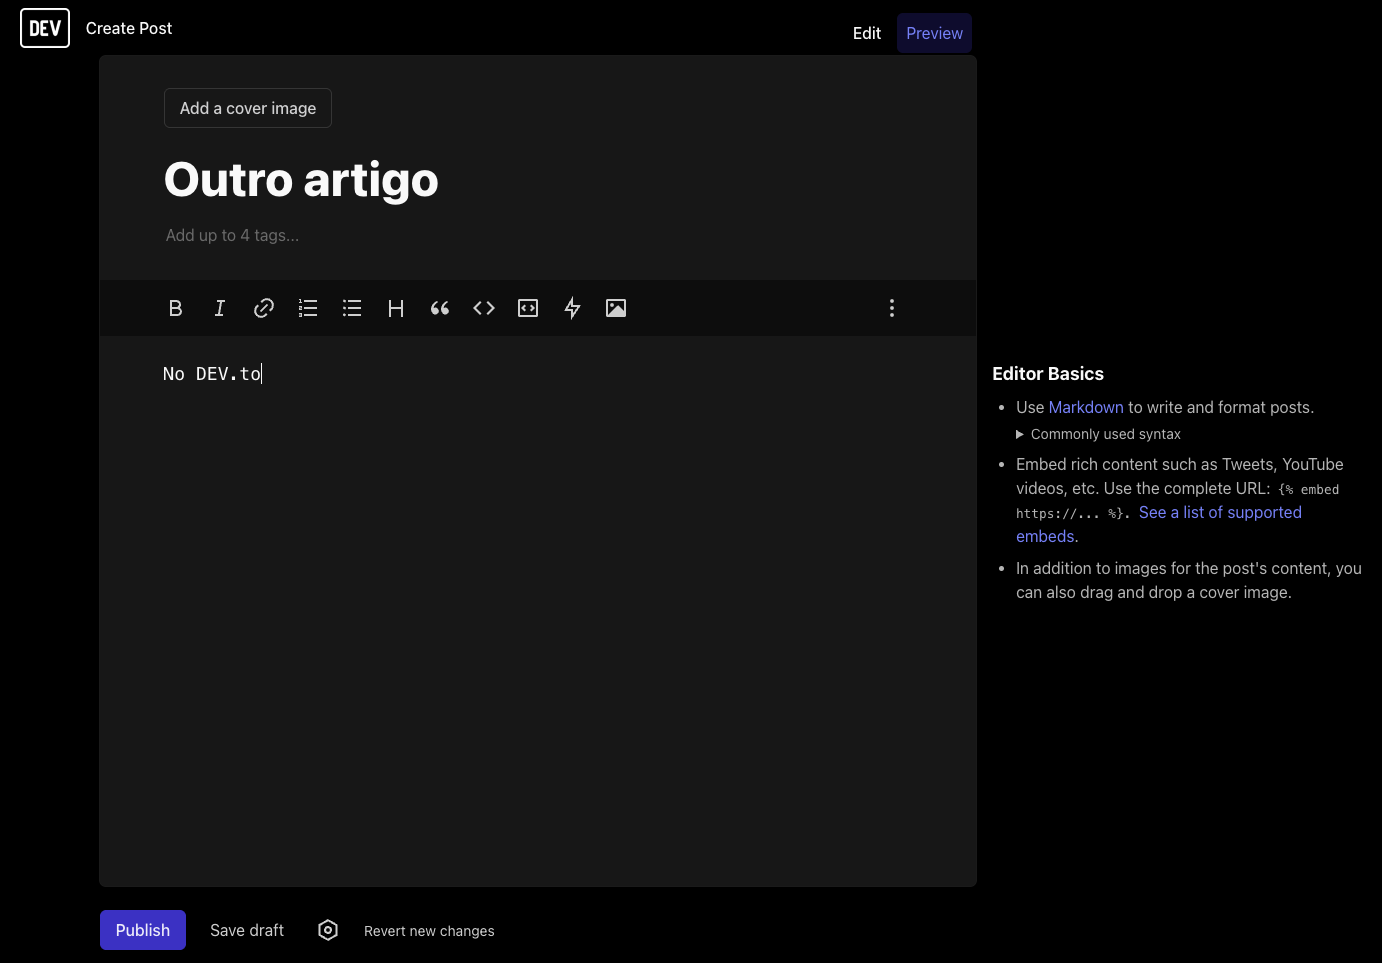 DEV
Create Post
Edit
Preview
Add a cover image
Outro artigo
Add up to 4 tags...
No DEV.to
Editor Basics
Use Markdown to write and format posts.
Commonly used syntax
Embed rich content such as Tweets, YouTube
videos, etc. Use the complete URL: {% embed
https://... %}. See a list of supported
embeds.
In addition to images for the post's content, you
can also drag and drop a cover image.
Publish
Save draft
Revert new changes